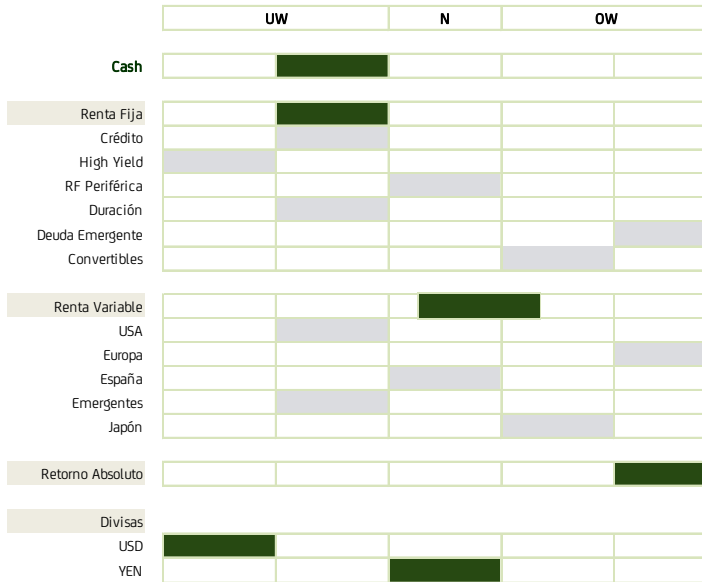 UW N OW
Cash
Renta Fija
Crédito
High Yield
RF Periférica
Duración
Deuda Emergente
Convertibles
Renta Variable
USA
Europa
España
Emergentes
Japón
Retorno Absoluto
Divisas
USD
YEN